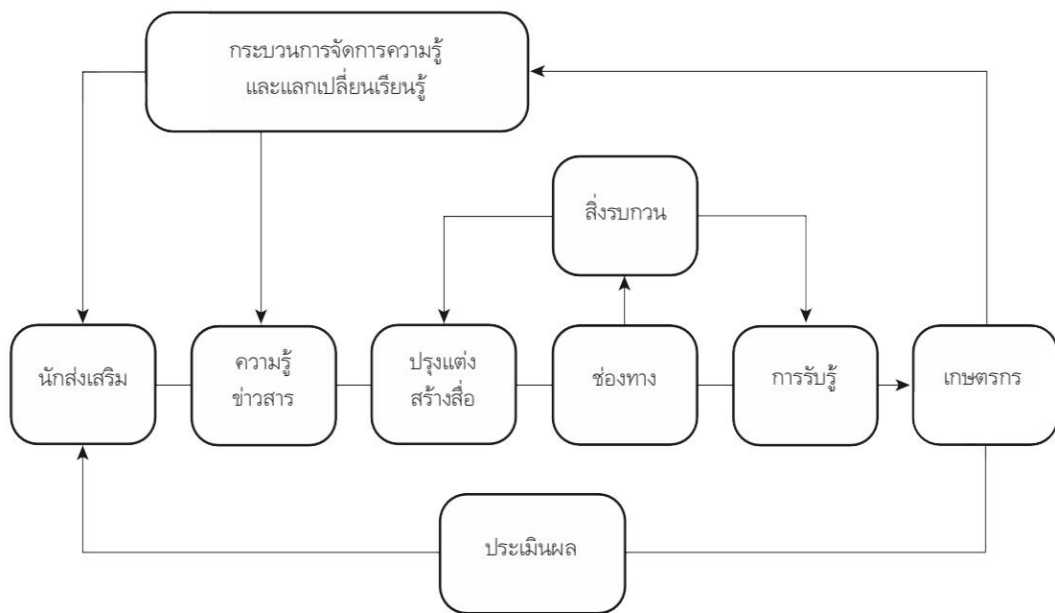 กระบวนการจัดการความรู้
และแลกเปลี่ยนเรียนรู้
สิ่งรบกวน
นักส่งเสริม
ความรู้
ข่าวสาร
ปรุงแต่ง
สร้างสื่อ
ช่องทาง
การรับรู้
เกษตรกร
ประเมินผล